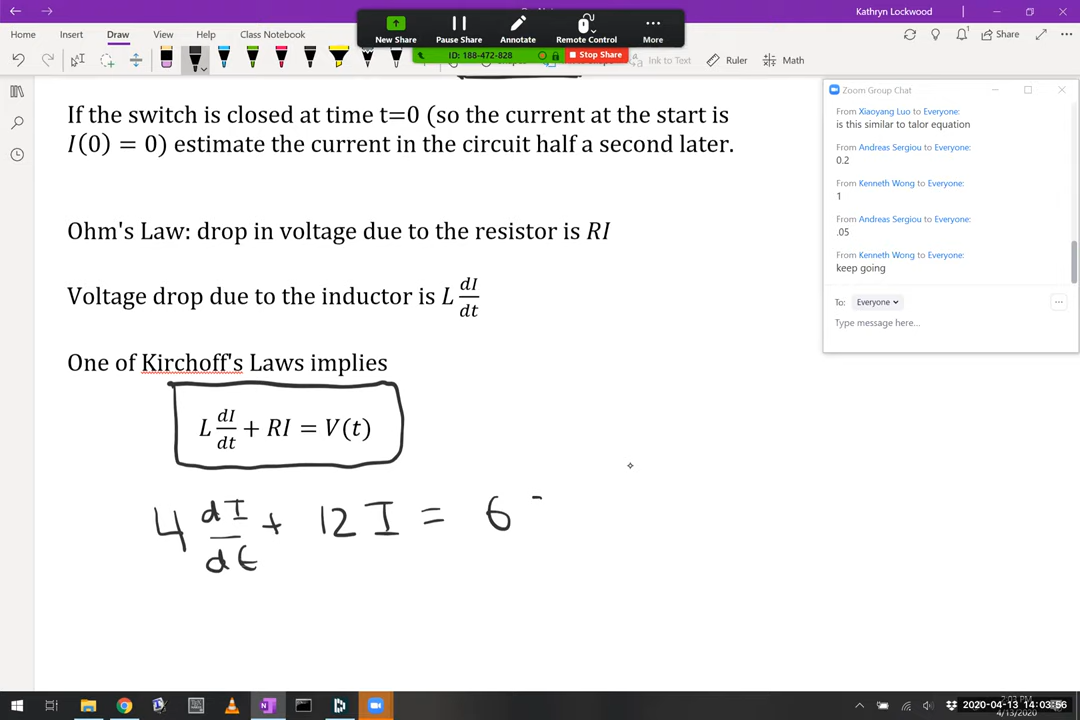 Kathryn Lockwood
Home Insert Draw View Help Class Notebook
New Share Pause Share Annotate Remote Control More
ID: 188-472-828 Stop Share
Share
Ink to Text Ruler Math
If the switch is closed at time t=0 (so the current at the start is
I(0) = 0) estimate the current in the circuit half a second later.
Ohm's Law: drop in voltage due to the resistor is RI
Voltage drop due to the inductor is L dI/dt
One of Kirchoff's Laws implies
L dI/dt + RI = V(t)
4 dI/dt + 12 I = 6
Zoom Group Chat
From Xiaoyang Luo to Everyone:
is this similar to talor equation
From Andreas Sergiou to Everyone:
0.2
From Kenneth Wong to Everyone:
1
From Andreas Sergiou to Everyone:
.05
From Kenneth Wong to Everyone:
keep going
To: Everyone
Type message here...
2020-04-13 14:03:56